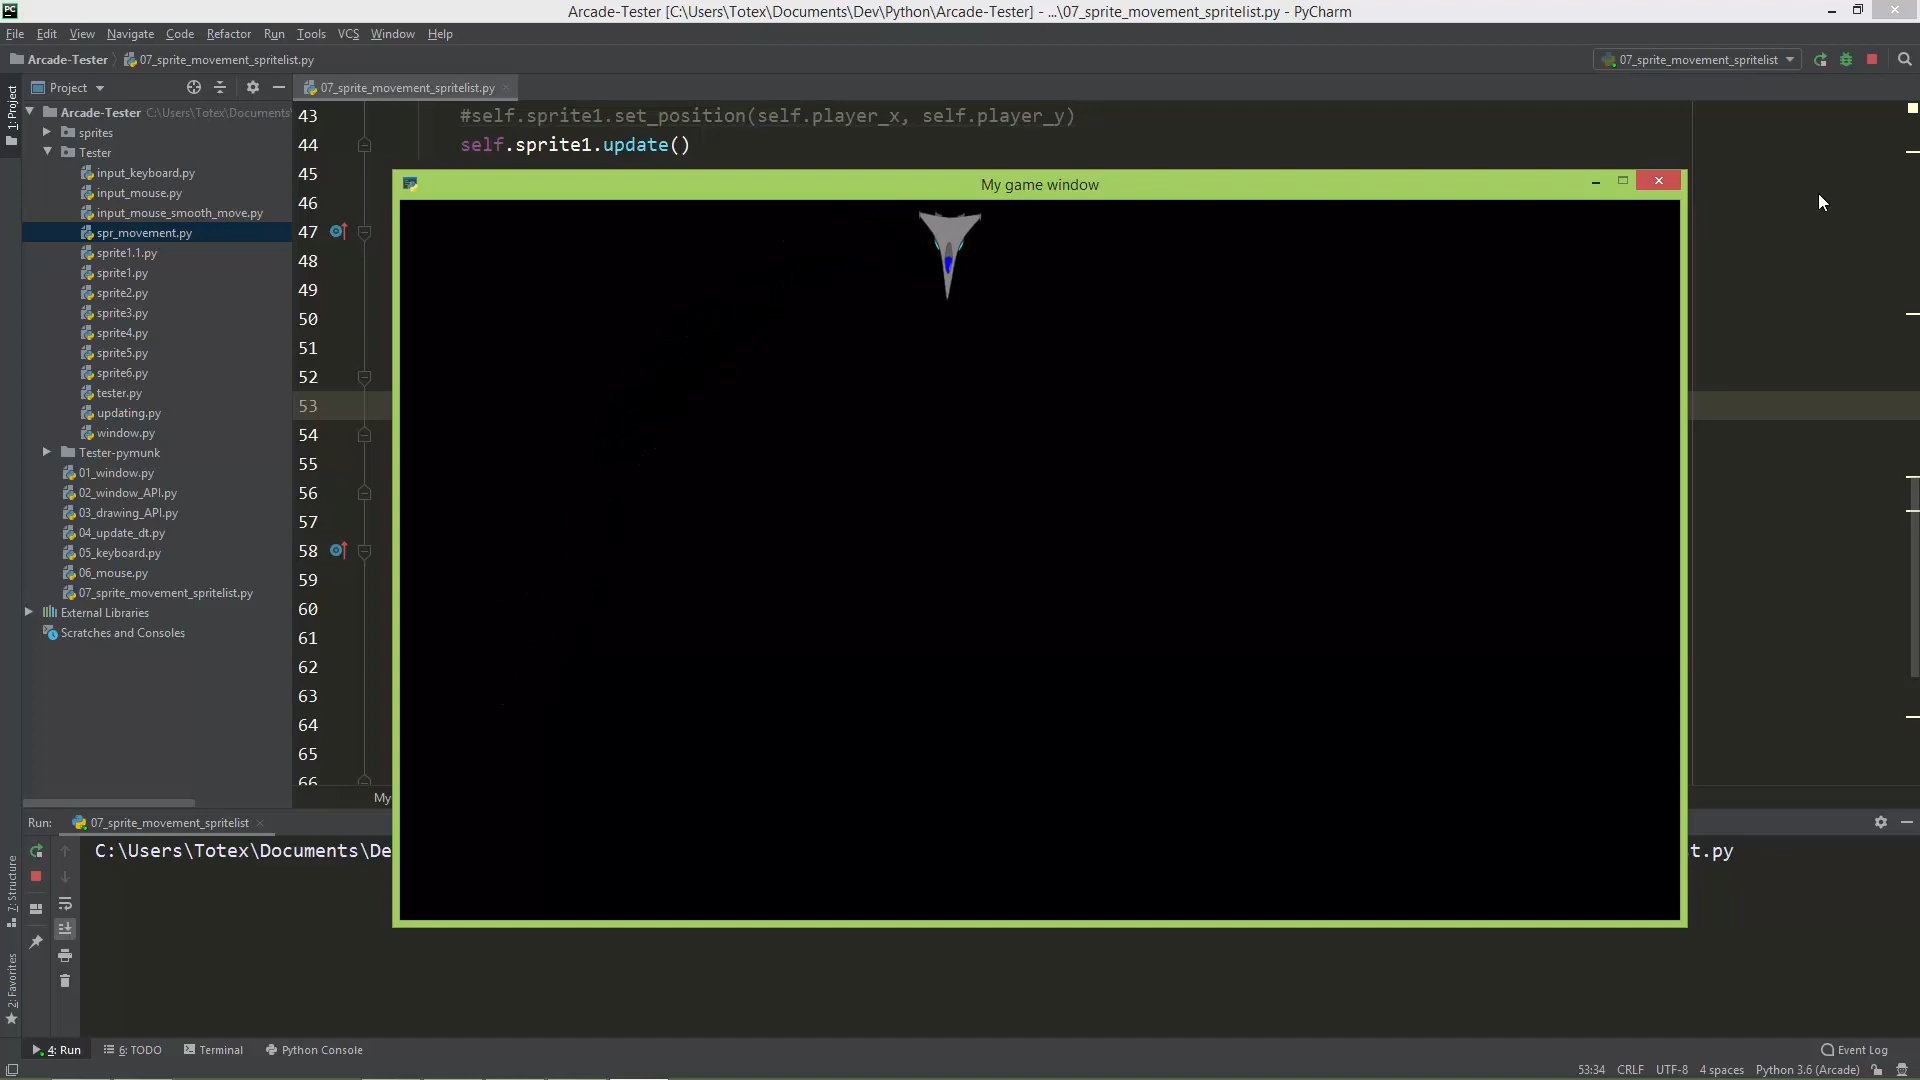 Arcade-Tester [C:\Users\Totex\Documents\Dev\Python\Arcade-Tester] - ...\07_sprite_movement_spritelist.py - PyCharm
File Edit View Navigate Code Refactor Run Tools VCS Window Help
Arcade-Tester 07_sprite_movement_spritelist.py
07_sprite_movement_spritelist
1: Project
Project
07_sprite_movement_spritelist.py
Arcade-Tester C:\Users\Totex\Documents\
sprites
Tester
input_keyboard.py
input_mouse.py
input_mouse_smooth_move.py
spr_movement.py
sprite1.1.py
sprite1.py
sprite2.py
sprite3.py
sprite4.py
sprite5.py
sprite6.py
tester.py
updating.py
window.py
Tester-pymunk
01_window.py
02_window_API.py
03_drawing_API.py
04_update_dt.py
05_keyboard.py
06_mouse.py
07_sprite_movement_spritelist.py
External Libraries
Scratches and Consoles
43 #self.sprite1.set_position(self.player_x, self.player_y)
44 self.sprite1.update()
45
46
47
48
49
50
51
52
53
54
55
56
57
58
59
60
61
62
63
64
65
66
My game window
My
Run: 07_sprite_movement_spritelist
C:\Users\Totex\Documents\De
t.py
7: Structure
2: Favorites
4: Run 6: TODO Terminal Python Console
Event Log
53:34 CRLF UTF-8 4 spaces Python 3.6 (Arcade)